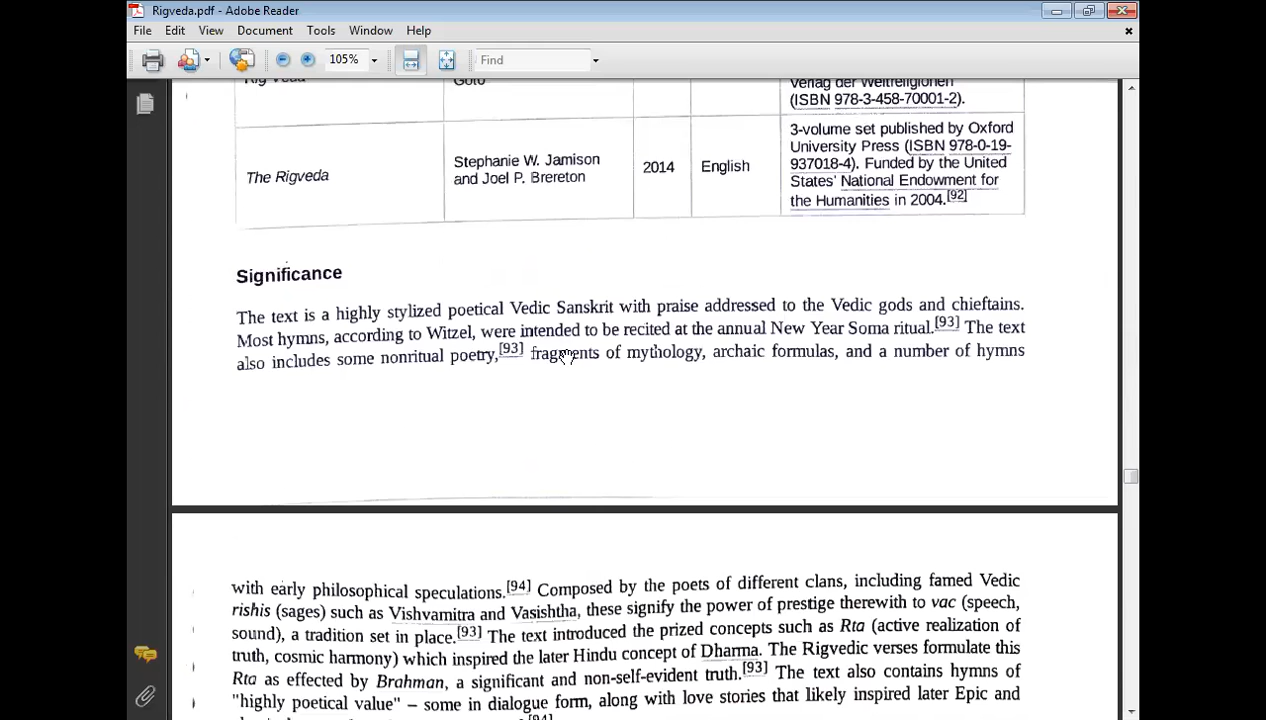 Rigveda.pdf - Adobe Reader
File Edit View Document Tools Window Help
105% Find
Rig Veda Goto Verlag der Weltreligionen
(ISBN 978-3-458-70001-2).
The Rigveda
Stephanie W. Jamison
and Joel P. Brereton
2014
English
3-volume set published by Oxford
University Press (ISBN 978-0-19-
937018-4). Funded by the United
States' National Endowment for
the Humanities in 2004.[92]
Significance
The text is a highly stylized poetical Vedic Sanskrit with praise addressed to the Vedic gods and chieftains.
Most hymns, according to Witzel, were intended to be recited at the annual New Year Soma ritual.[93] The text
also includes some nonritual poetry,[93] fragments of mythology, archaic formulas, and a number of hymns
with early philosophical speculations.[94] Composed by the poets of different clans, including famed Vedic
rishis (sages) such as Vishvamitra and Vasishtha, these signify the power of prestige therewith to vac (speech,
sound), a tradition set in place.[93] The text introduced the prized concepts such as Rta (active realization of
truth, cosmic harmony) which inspired the later Hindu concept of Dharma. The Rigvedic verses formulate this
Rta as effected by Brahman, a significant and non-self-evident truth.[93] The text also contains hymns of
"highly poetical value" – some in dialogue form, along with love stories that likely inspired later Epic and
[94]